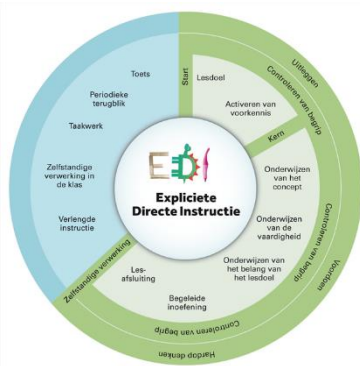 EDI
Expliciete
Directe Instructie
Start
Lesdoel
Activeren van
voorkennis
Kern
Onderwijzen
van het
concept
Onderwijzen
van de
vaardigheid
Onderwijzen
van het belang van
het lesdoel
Begeleide
inoefening
Les-
afsluiting
Zelfstandige verwerking
Verlengde
instructie
Zelfstandige
verwerking in
de klas
Taakwerk
Periodieke
terugblik
Toets
Uitleggen
Controleren van begrip
Controleren van begrip
Voordoen
Controleren van begrip
Hardop denken